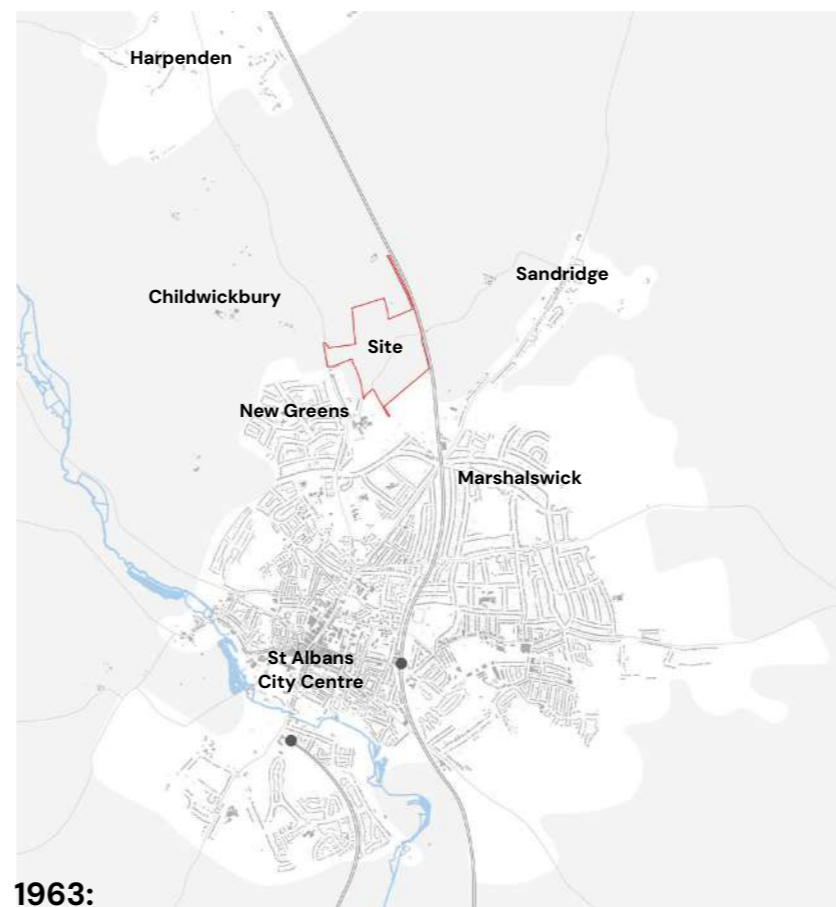 Harpenden
Sandridge
Childwickbury
Site
New Greens
Marshalswick
St Albans
City Centre
1963: